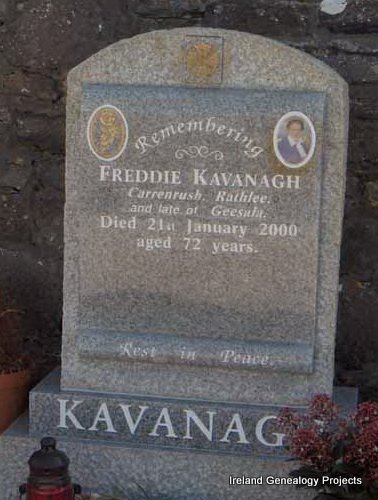 Remembering
FREDDIE KAVANAGH
Carrenrush, Rathlee.
and late of Geesala.
Died 21st January 2000
aged 72 years.
Rest in Peace.
KAVANAG
Ireland Genealogy Projects